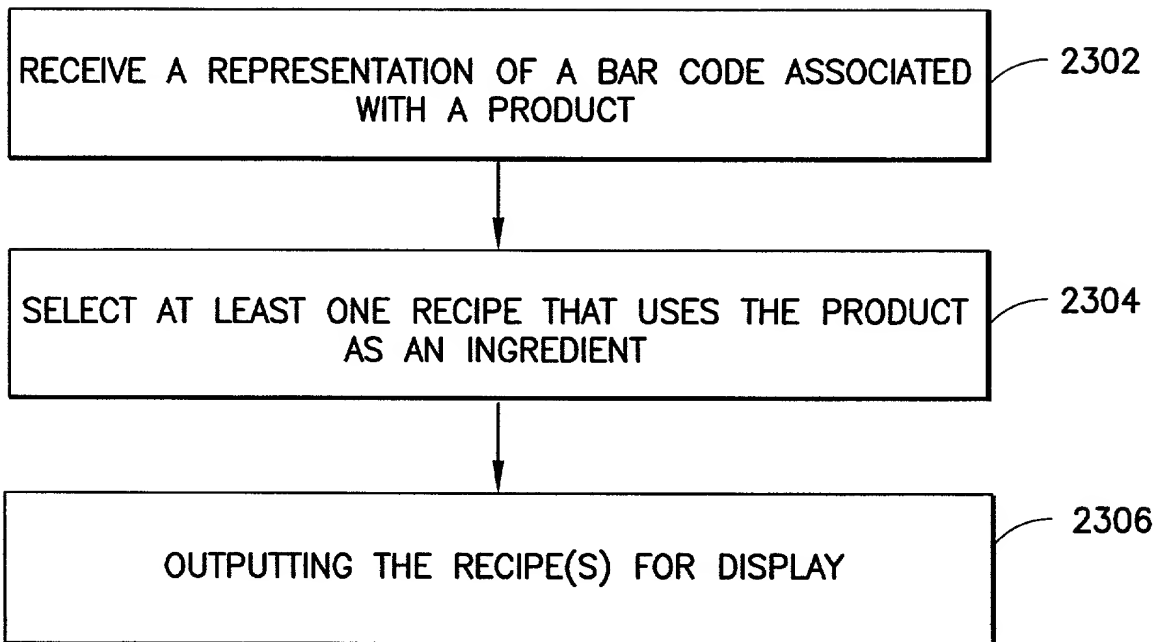 RECEIVE A REPRESENTATION OF A BAR CODE ASSOCIATED
WITH A PRODUCT
2302
SELECT AT LEAST ONE RECIPE THAT USES THE PRODUCT
AS AN INGREDIENT
2304
OUTPUTTING THE RECIPE(S) FOR DISPLAY
2306